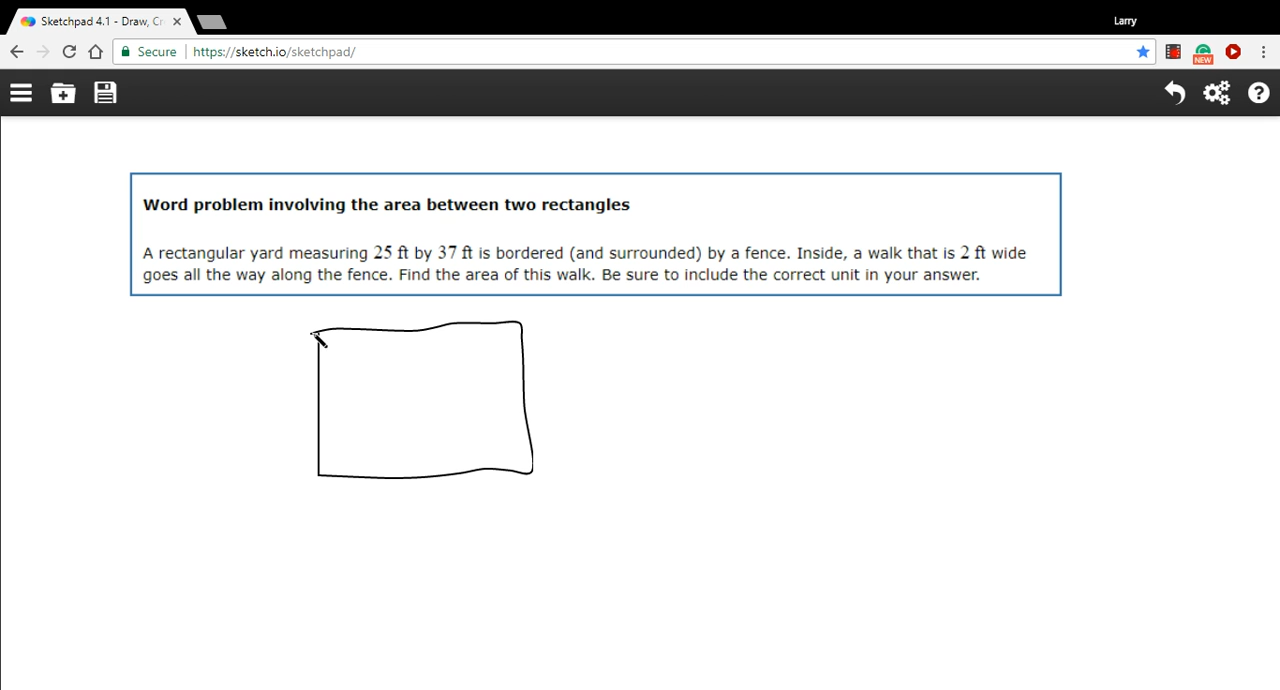 Sketchpad 4.1 - Draw, Cr
Larry
Secure
https://sketch.io/sketchpad/
NEW
Word problem involving the area between two rectangles
A rectangular yard measuring 25 ft by 37 ft is bordered (and surrounded) by a fence. Inside, a walk that is 2 ft wide
goes all the way along the fence. Find the area of this walk. Be sure to include the correct unit in your answer.